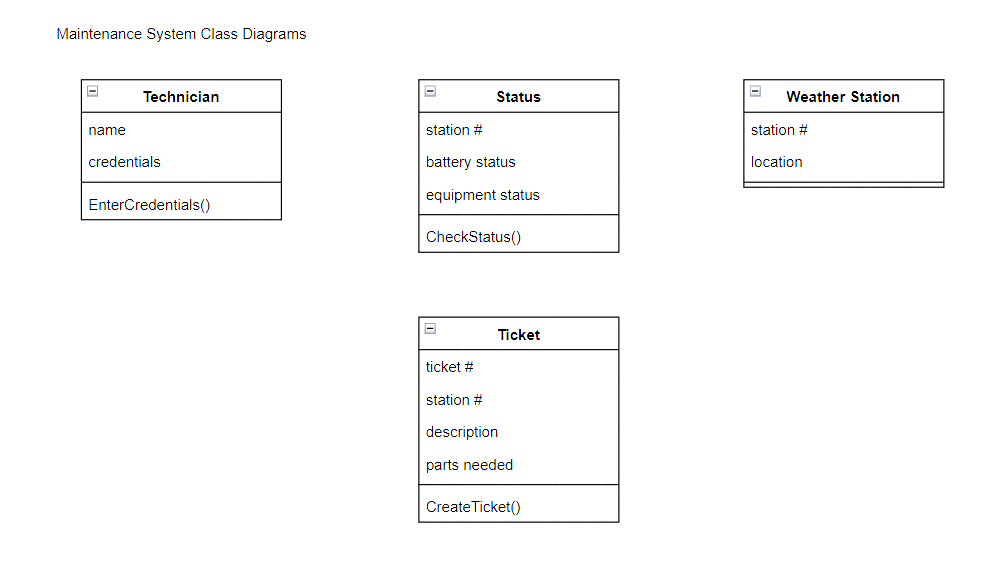 Maintenance System Class Diagrams
Technician
name
credentials
EnterCredentials()
Status
station #
battery status
equipment status
CheckStatus()
Weather Station
station #
location
Ticket
ticket #
station #
description
parts needed
CreateTicket()